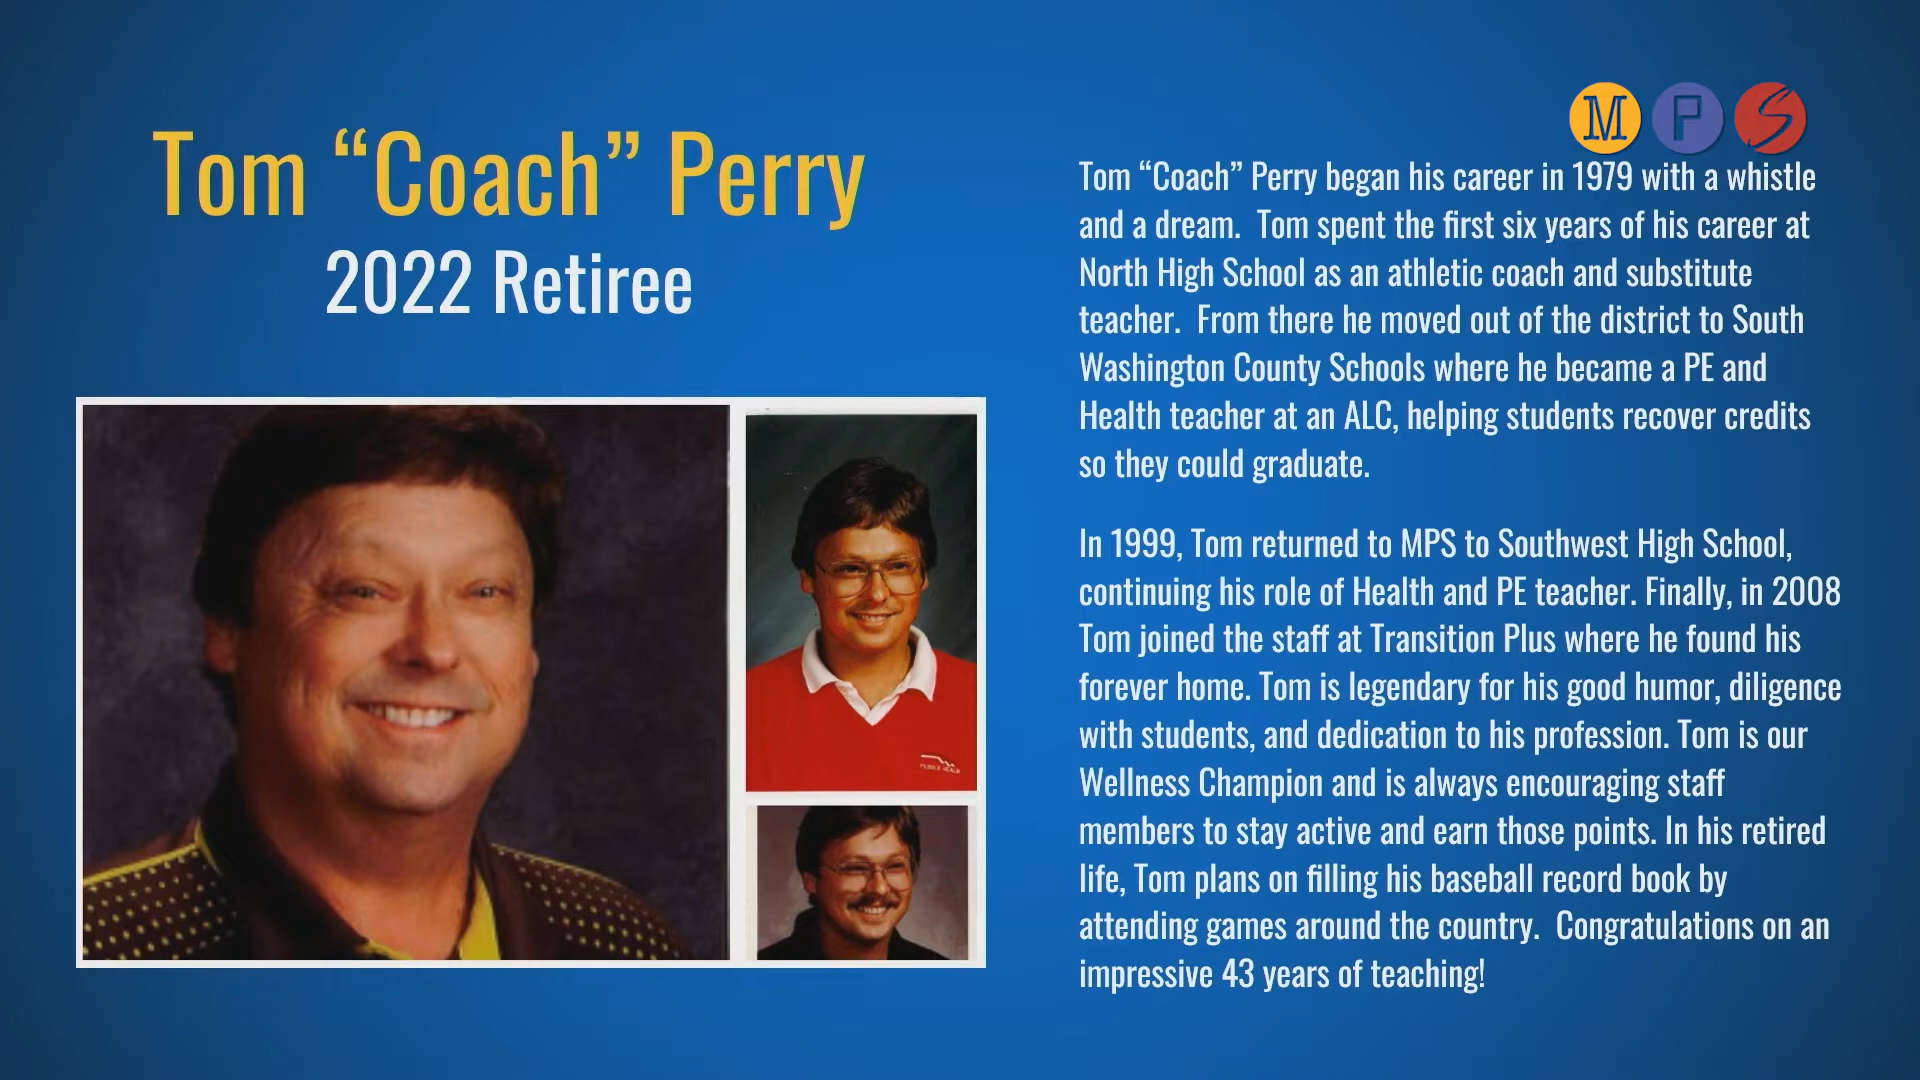 M P S
Tom “Coach” Perry
2022 Retiree
Tom “Coach” Perry began his career in 1979 with a whistle
and a dream.  Tom spent the first six years of his career at
North High School as an athletic coach and substitute
teacher.  From there he moved out of the district to South
Washington County Schools where he became a PE and
Health teacher at an ALC, helping students recover credits
so they could graduate.
In 1999, Tom returned to MPS to Southwest High School,
continuing his role of Health and PE teacher. Finally, in 2008
Tom joined the staff at Transition Plus where he found his
forever home. Tom is legendary for his good humor, diligence
with students, and dedication to his profession. Tom is our
Wellness Champion and is always encouraging staff
members to stay active and earn those points. In his retired
life, Tom plans on filling his baseball record book by
attending games around the country.  Congratulations on an
impressive 43 years of teaching!